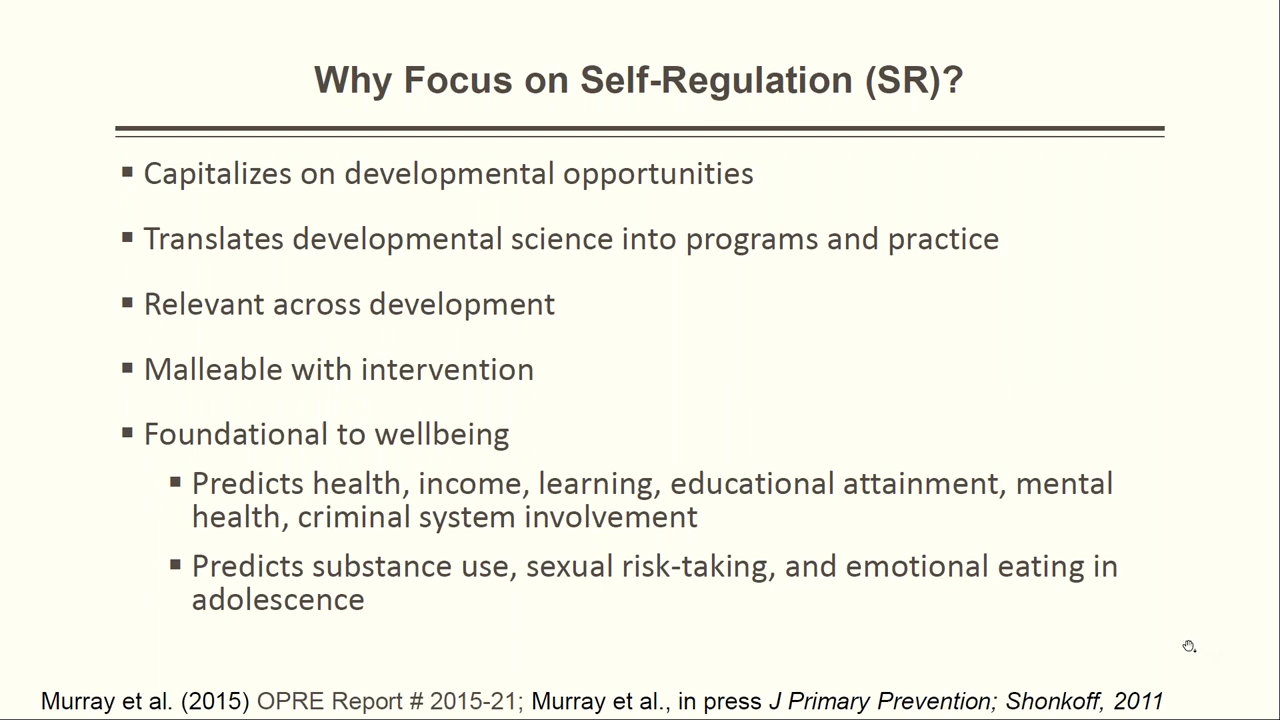 Why Focus on Self-Regulation (SR)?
▪ Capitalizes on developmental opportunities
▪ Translates developmental science into programs and practice
▪ Relevant across development
▪ Malleable with intervention
▪ Foundational to wellbeing
▪ Predicts health, income, learning, educational attainment, mental
health, criminal system involvement
▪ Predicts substance use, sexual risk-taking, and emotional eating in
adolescence
Murray et al. (2015) OPRE Report # 2015-21; Murray et al., in press J Primary Prevention; Shonkoff, 2011